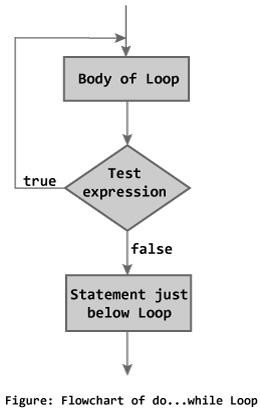 Body of Loop
Test
expression
true
false
Statement just
below Loop
Figure: Flowchart of do...while Loop